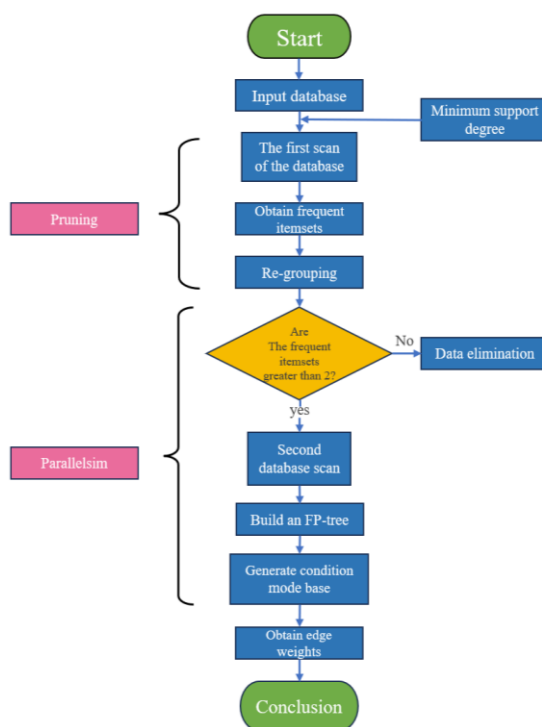 Start
Input database
Minimum support
degree
The first scan
of the database
Pruning
Obtain frequent
itemsets
Re-grouping
Are
The frequent
itemsets
greater than 2?
No
Data elimination
yes
Second
database scan
Parallelsim
Build an FP-tree
Generate condition
mode base
Obtain edge
weights
Conclusion